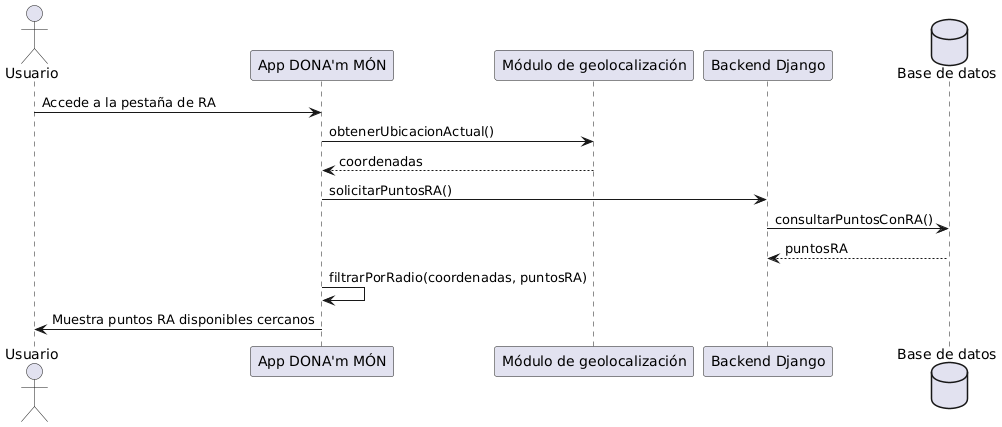 Usuario
App DONA'm MÓN
Módulo de geolocalización
Backend Django
Base de datos
Accede a la pestaña de RA
obtenerUbicacionActual()
coordenadas
solicitarPuntosRA()
consultarPuntosConRA()
puntosRA
filtrarPorRadio(coordenadas, puntosRA)
Muestra puntos RA disponibles cercanos
Usuario
App DONA'm MÓN
Módulo de geolocalización
Backend Django
Base de datos